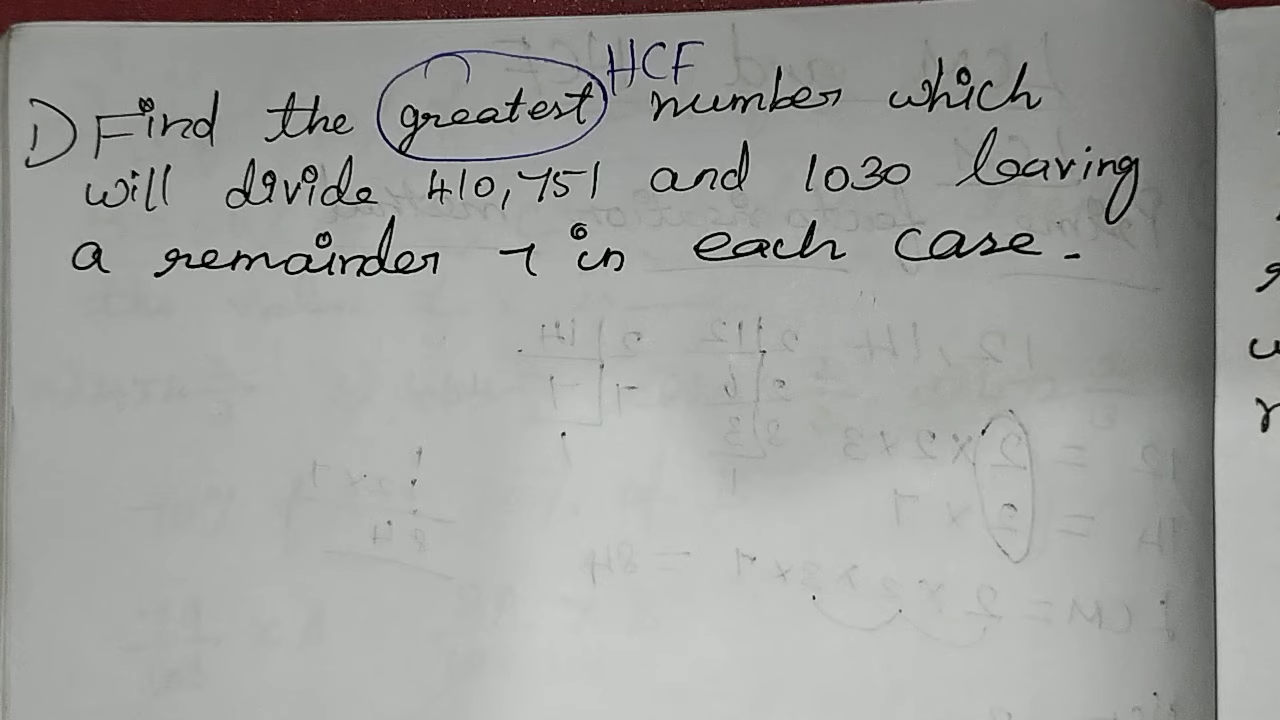 HCF
1) Find the greatest number which
will divide 410, 751 and 1030 leaving
a remainder 7 in each case.